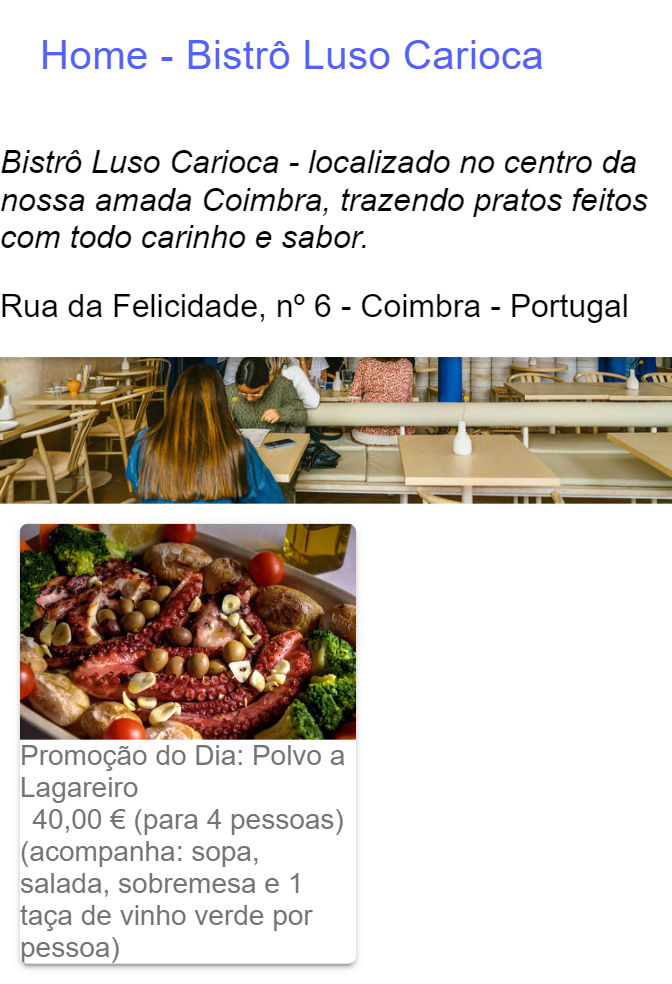 Home - Bistrô Luso Carioca
Bistrô Luso Carioca - localizado no centro da
nossa amada Coimbra, trazendo pratos feitos
com todo carinho e sabor.
Rua da Felicidade, nº 6 - Coimbra - Portugal
Promoção do Dia: Polvo a
Lagareiro
40,00 € (para 4 pessoas)
(acompanha: sopa,
salada, sobremesa e 1
taça de vinho verde por
pessoa)